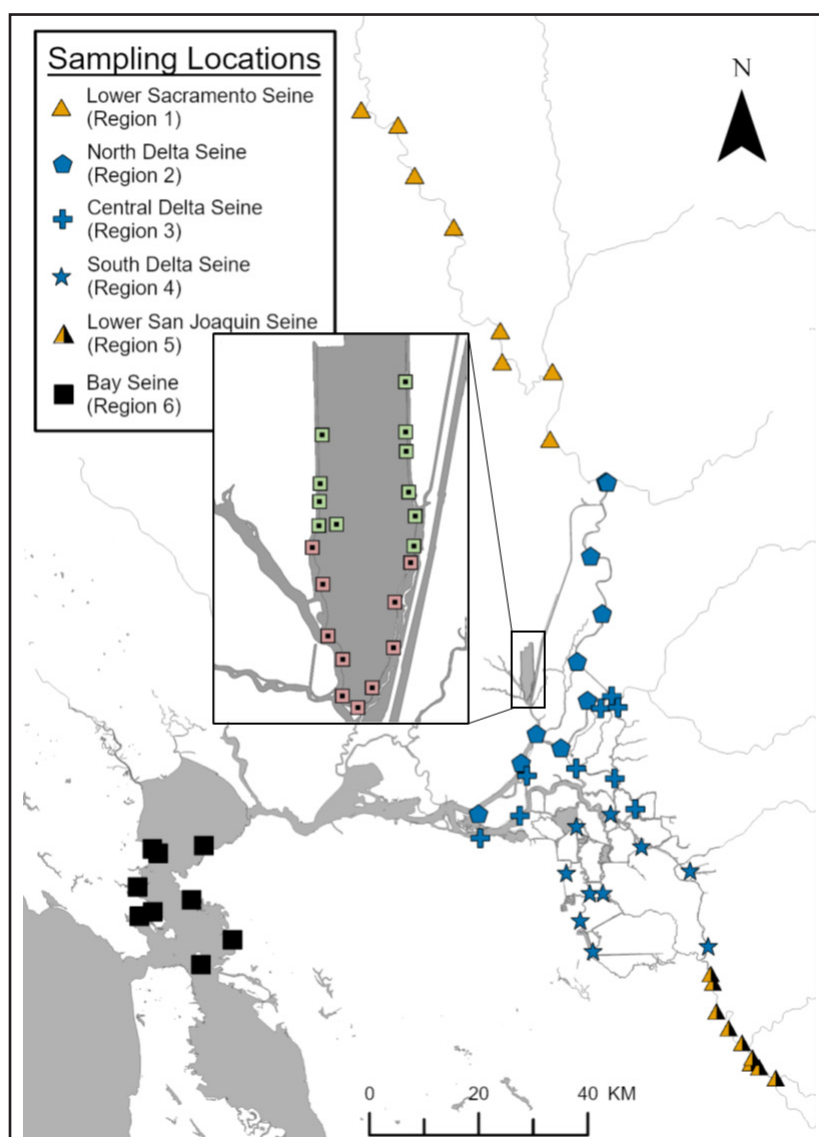 Sampling Locations
Lower Sacramento Seine
(Region 1)
North Delta Seine
(Region 2)
Central Delta Seine
(Region 3)
South Delta Seine
(Region 4)
Lower San Joaquin Seine
(Region 5)
Bay Seine
(Region 6)
N
0 20 40 KM